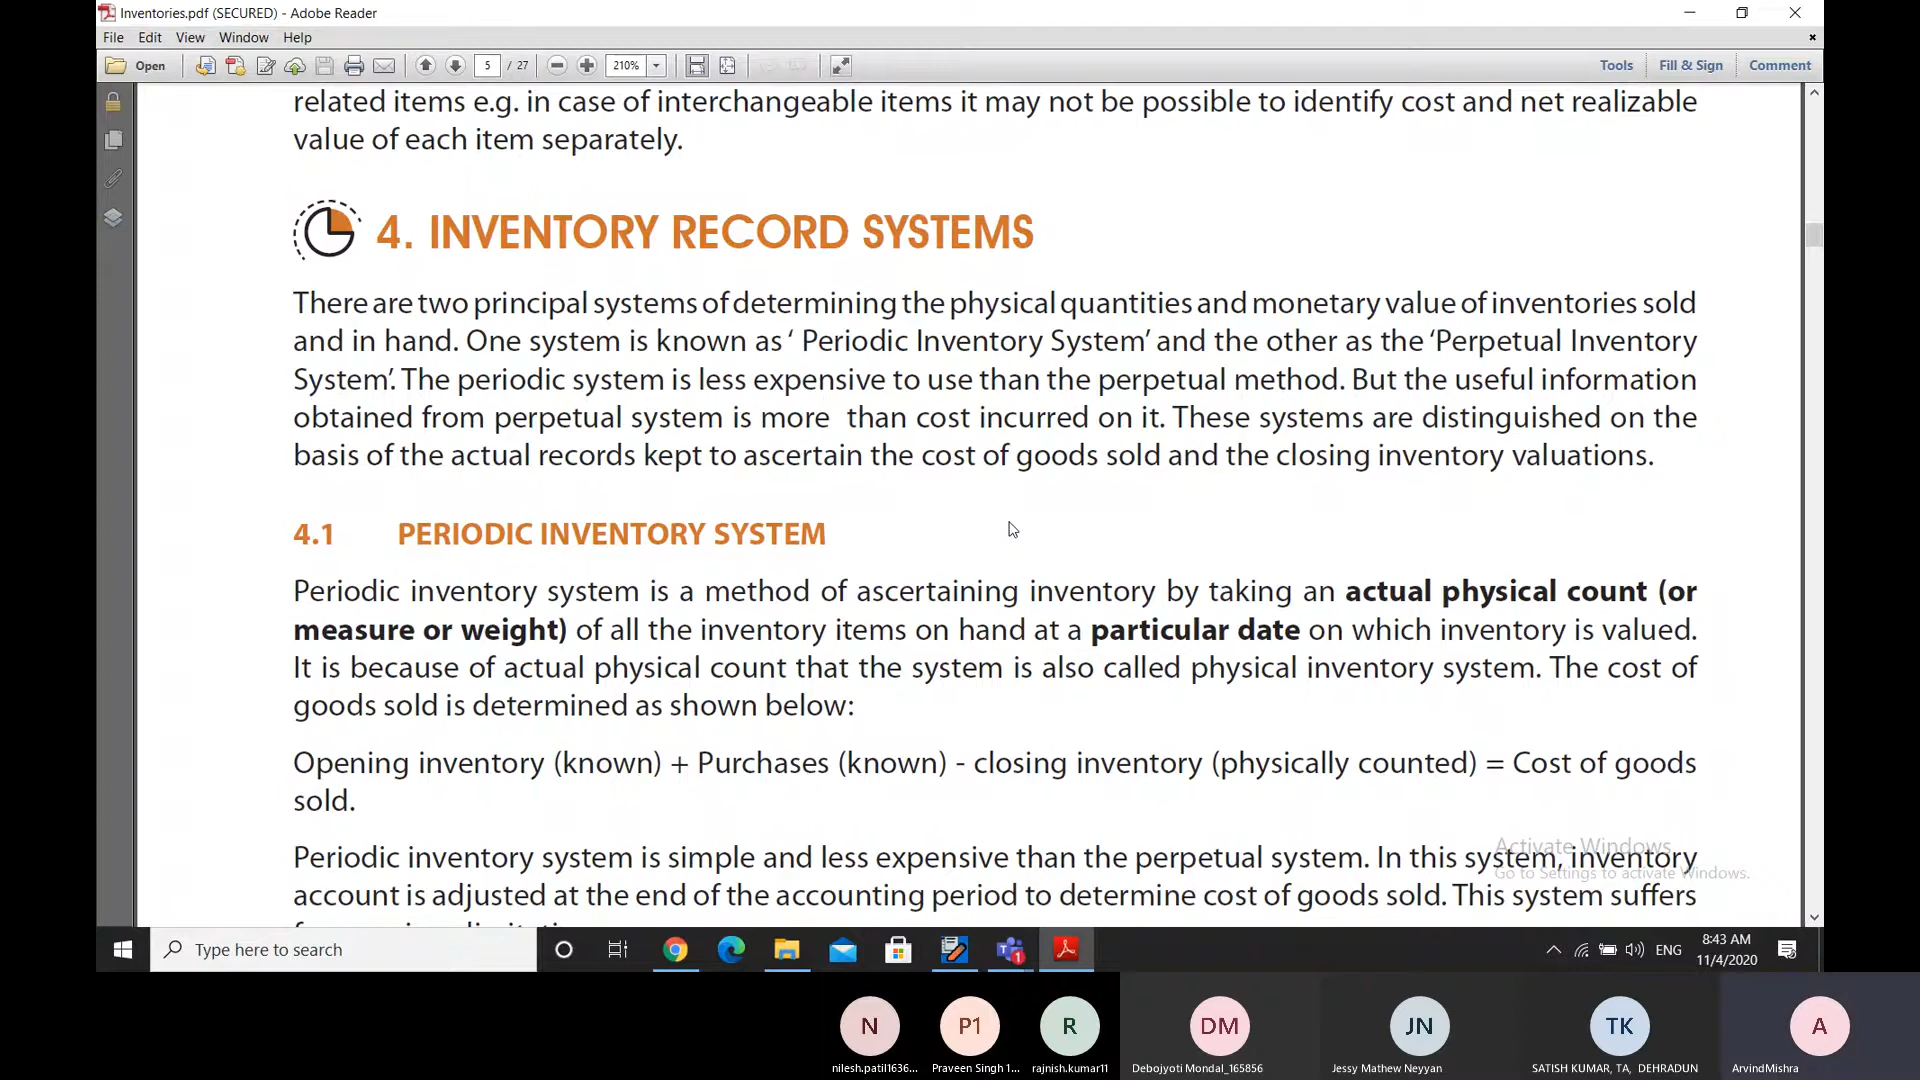 Inventories.pdf (SECURED) - Adobe Reader
File Edit View Window Help
Open 5 / 27 210% Tools Fill & Sign Comment
related items e.g. in case of interchangeable items it may not be possible to identify cost and net realizable
value of each item separately.
4. INVENTORY RECORD SYSTEMS
There are two principal systems of determining the physical quantities and monetary value of inventories sold
and in hand. One system is known as ‘ Periodic Inventory System’ and the other as the ‘Perpetual Inventory
System’. The periodic system is less expensive to use than the perpetual method. But the useful information
obtained from perpetual system is more than cost incurred on it. These systems are distinguished on the
basis of the actual records kept to ascertain the cost of goods sold and the closing inventory valuations.
4.1 PERIODIC INVENTORY SYSTEM
Periodic inventory system is a method of ascertaining inventory by taking an actual physical count (or
measure or weight) of all the inventory items on hand at a particular date on which inventory is valued.
It is because of actual physical count that the system is also called physical inventory system. The cost of
goods sold is determined as shown below:
Opening inventory (known) + Purchases (known) - closing inventory (physically counted) = Cost of goods
sold.
Periodic inventory system is simple and less expensive than the perpetual system. In this system, inventory
account is adjusted at the end of the accounting period to determine cost of goods sold. This system suffers
Activate Windows
Go to Settings to activate Windows.
Type here to search
1
ENG
8:43 AM
11/4/2020
N P1 R DM JN TK A
nilesh.patil1636... Praveen Singh 1... rajnish.kumar11 Debojyoti Mondal_165856 Jessy Mathew Neyyan SATISH KUMAR, TA, DEHRADUN ArvindMishra